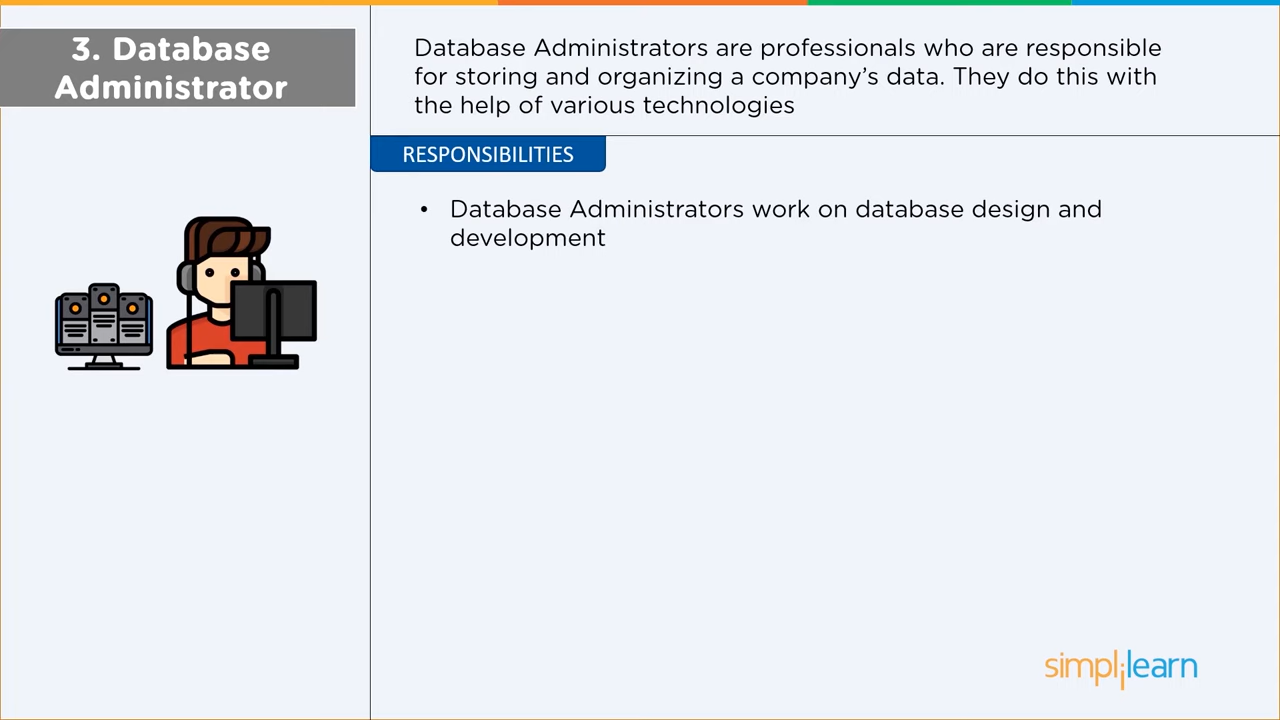 3. Database
Administrator
Database Administrators are professionals who are responsible
for storing and organizing a company’s data. They do this with
the help of various technologies
RESPONSIBILITIES
• Database Administrators work on database design and
development
simplilearn